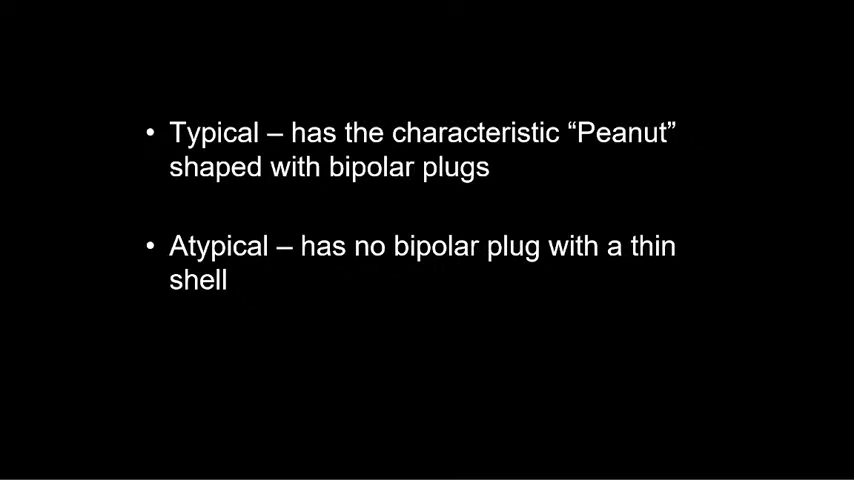 • Typical – has the characteristic “Peanut”
shaped with bipolar plugs
• Atypical – has no bipolar plug with a thin
shell